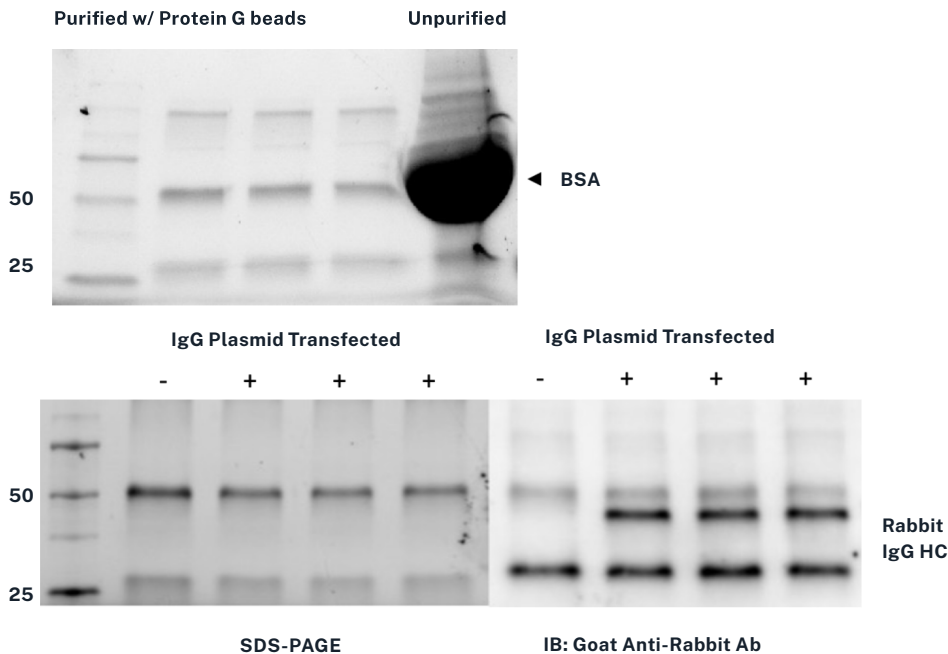 Purified w/ Protein G beads Unpurified
BSA
50
25
IgG Plasmid Transfected IgG Plasmid Transfected
- + + + - + + +
50
Rabbit
IgG HC
25
SDS-PAGE IB: Goat Anti-Rabbit Ab